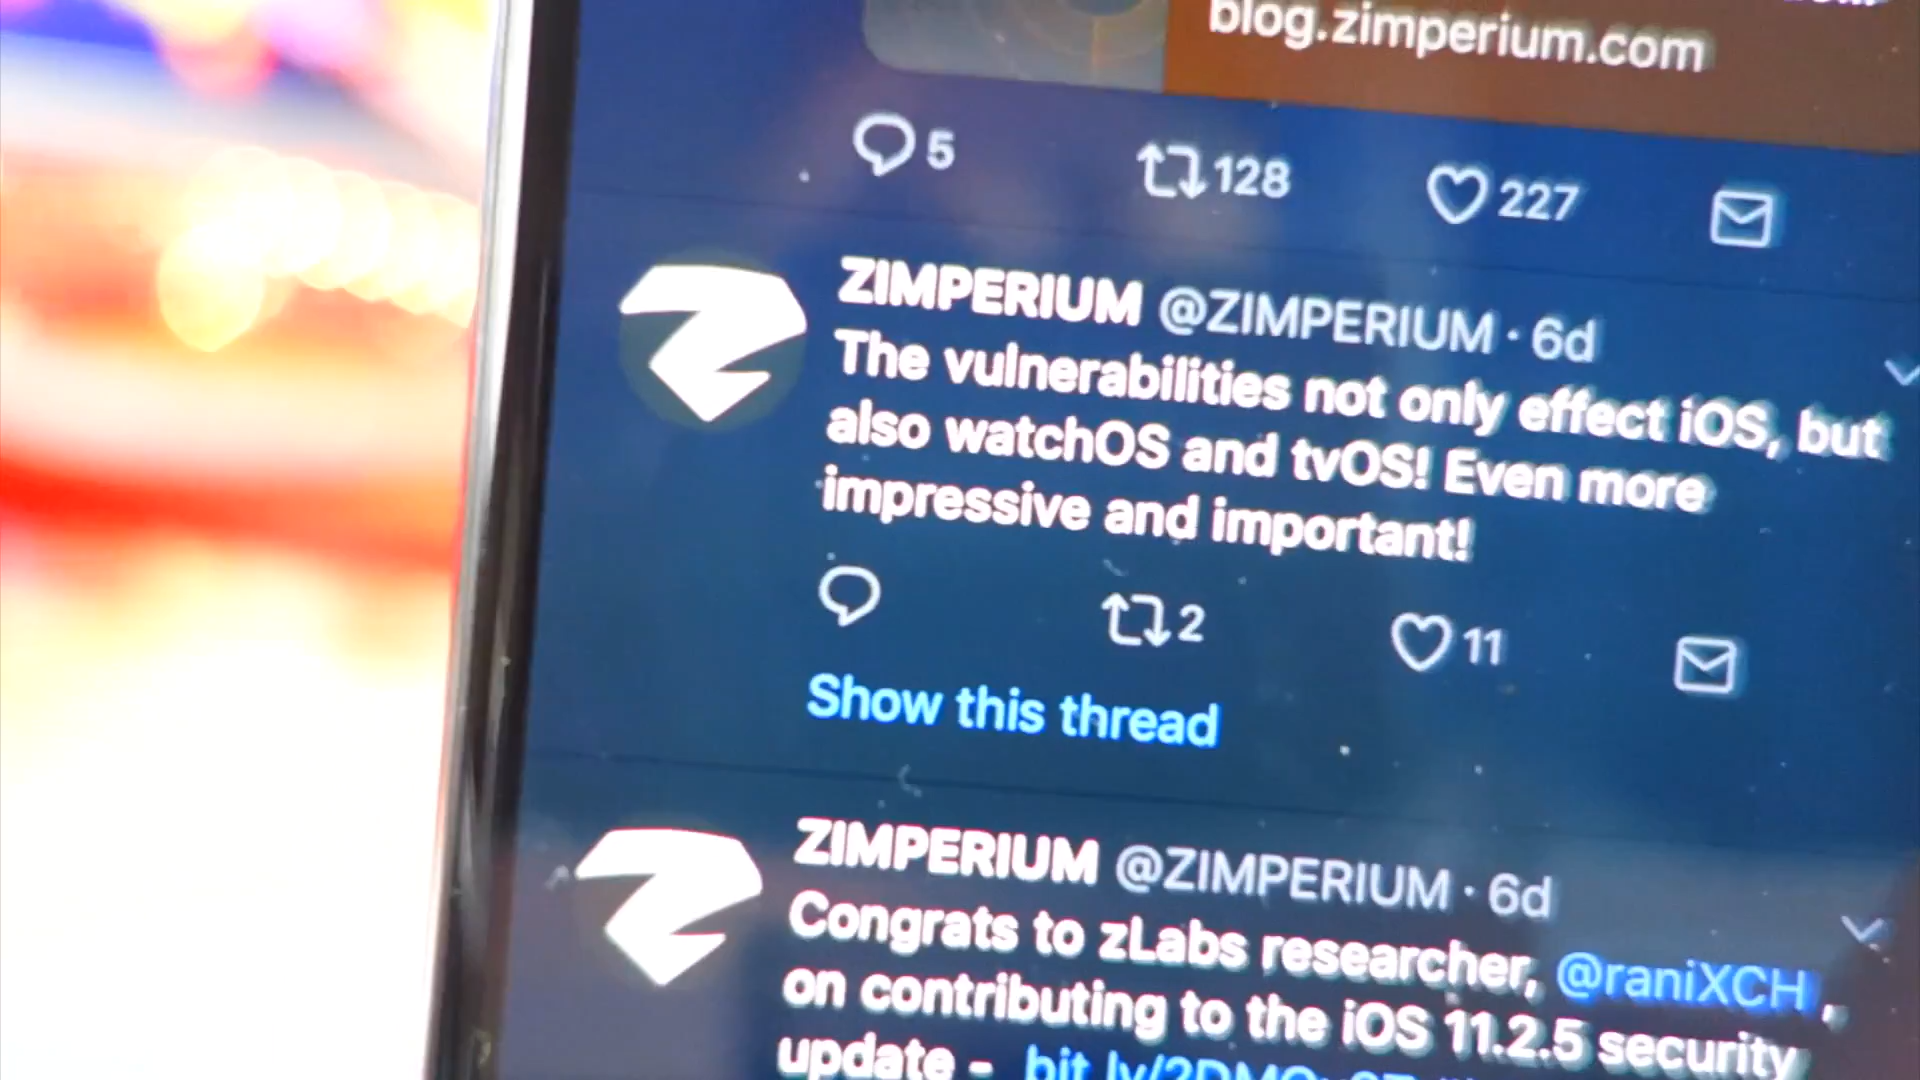 blog.zimperium.com
5 128 227
ZIMPERIUM @ZIMPERIUM · 6d
The vulnerabilities not only effect iOS, but
also watchOS and tvOS! Even more
impressive and important!
2 11
Show this thread
ZIMPERIUM @ZIMPERIUM · 6d
Congrats to zLabs researcher, @raniXCH ,
on contributing to the iOS 11.2.5 security
update -